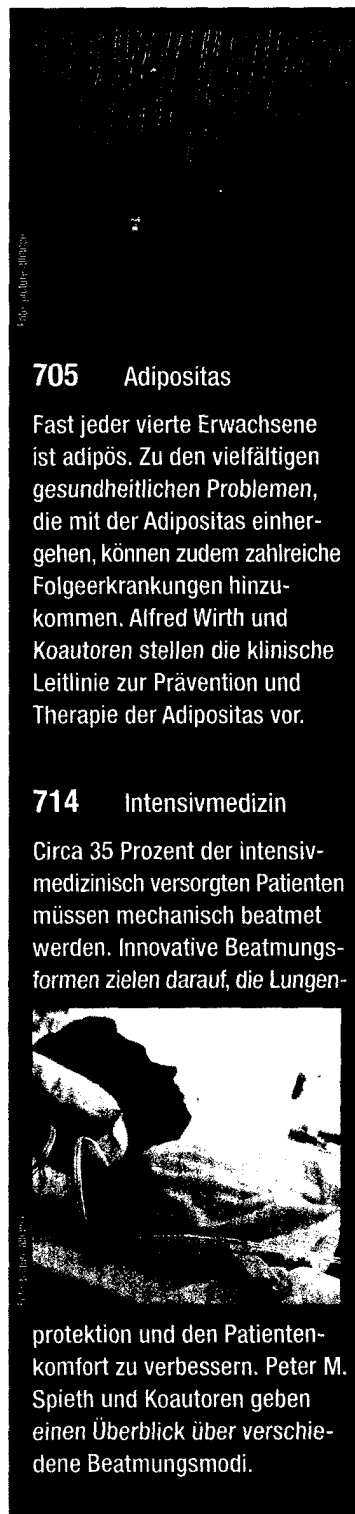 705 Adipositas
Fast jeder vierte Erwachsene
ist adipös. Zu den vielfältigen
gesundheitlichen Problemen,
die mit der Adipositas einher-
gehen, können zudem zahlreiche
Folgeerkrankungen hinzu-
kommen. Alfred Wirth und
Koautoren stellen die klinische
Leitlinie zur Prävention und
Therapie der Adipositas vor.
714 Intensivmedizin
Circa 35 Prozent der intensiv-
medizinisch versorgten Patienten
müssen mechanisch beatmet
werden. Innovative Beatmungs-
formen zielen darauf, die Lungen-
protektion und den Patienten-
komfort zu verbessern. Peter M.
Spieth und Koautoren geben
einen Überblick über verschie-
dene Beatmungsmodi.